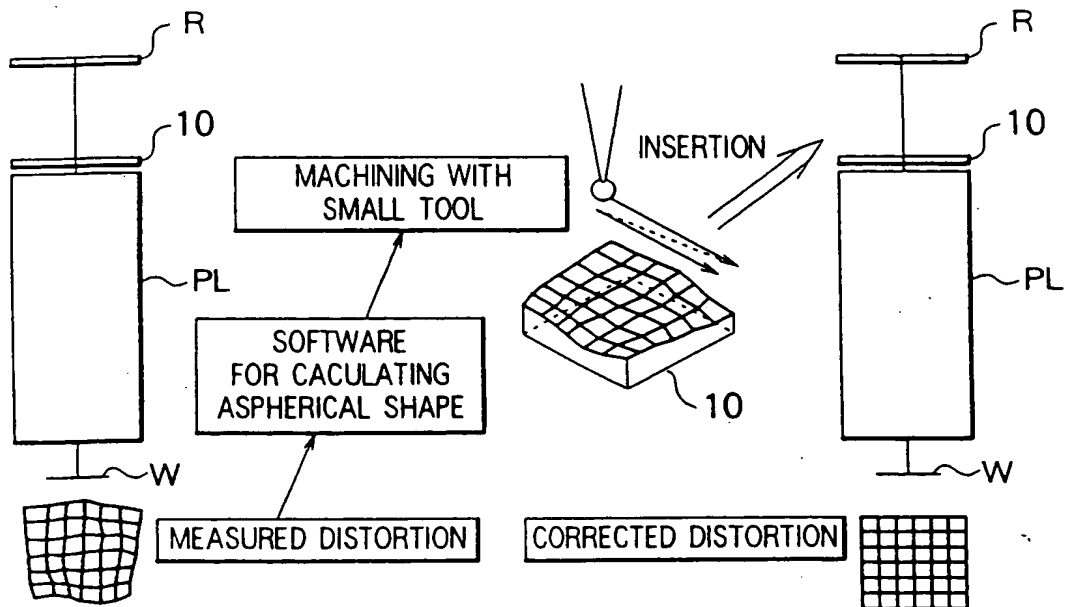 R
10
PL
W
MACHINING WITH
SMALL TOOL
SOFTWARE
FOR CACULATING
ASPHERICAL SHAPE
MEASURED DISTORTION
INSERTION
10
R
10
PL
W
CORRECTED DISTORTION